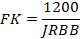 FK = 1200
JRBB